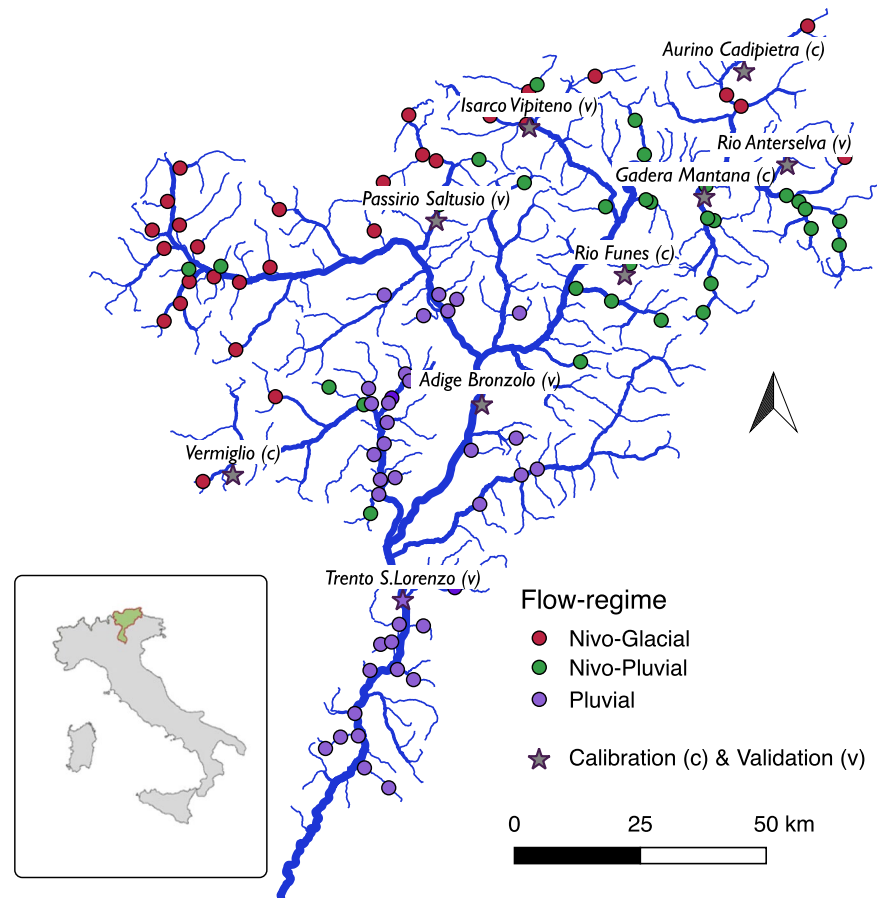 Aurino Cadipietra (c)
Isarco Vipiteno (v)
Rio Anterselva (v)
Gadera Mantana (c)
Passirio Saltusio (v)
Rio Funes (c)
Adige Bronzolo (v)
Vermiglio (c)
Trento S.Lorenzo (v)
Flow-regime
Nivo-Glacial
Nivo-Pluvial
Pluvial
Calibration (c) & Validation (v)
0 25 50 km